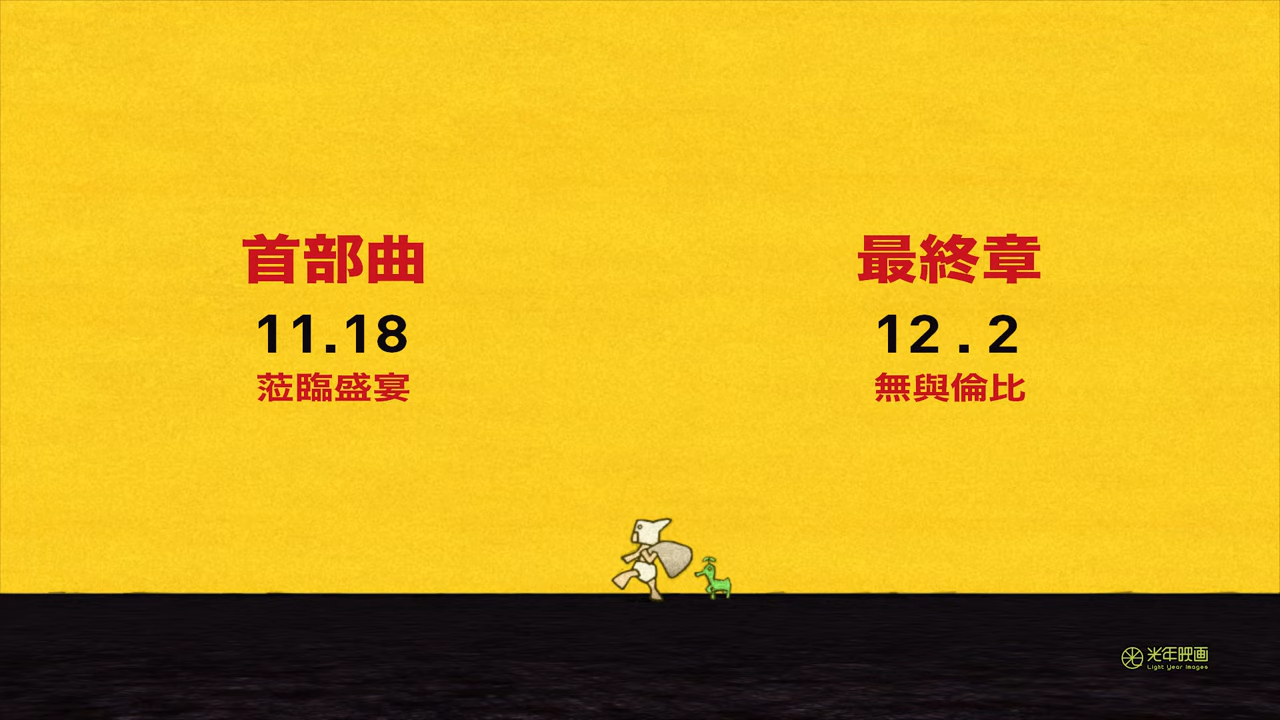 首部曲
11.18
蒞臨盛宴
最終章
12.2
無與倫比
光年映画
Light Year Images